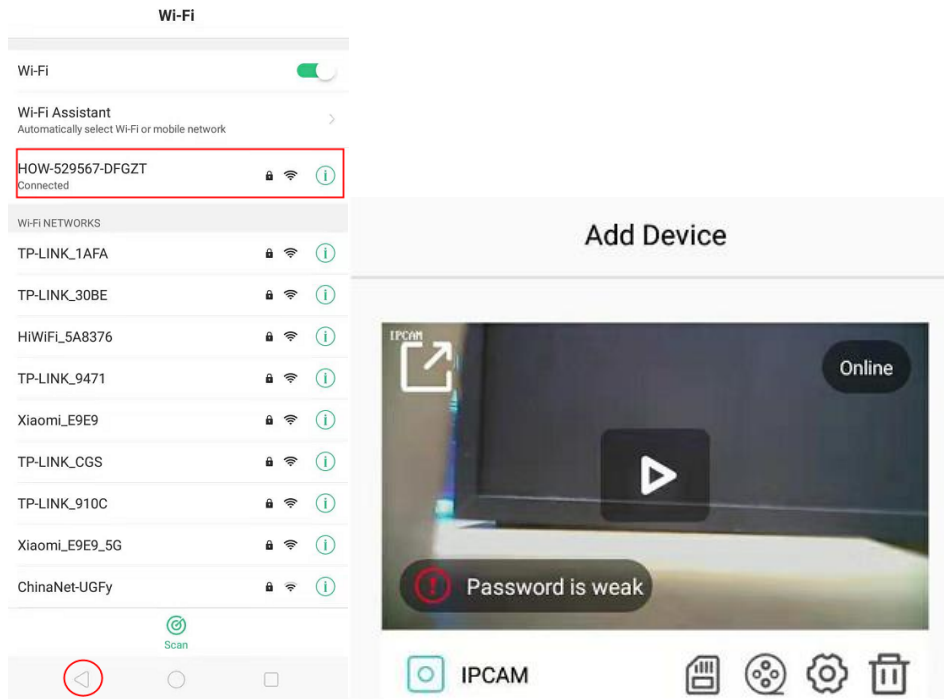 Wi-Fi
Wi-Fi
Wi-Fi Assistant
Automatically select Wi-Fi or mobile network
HOW-529567-DFGZT
Connected
Wi-Fi NETWORKS
TP-LINK_1AFA
TP-LINK_30BE
HiWiFi_5A8376
TP-LINK_9471
Xiaomi_E9E9
TP-LINK_CGS
TP-LINK_910C
Xiaomi_E9E9_5G
ChinaNet-UGFy
Scan
Add Device
IPCAM
Online
Password is weak
IPCAM